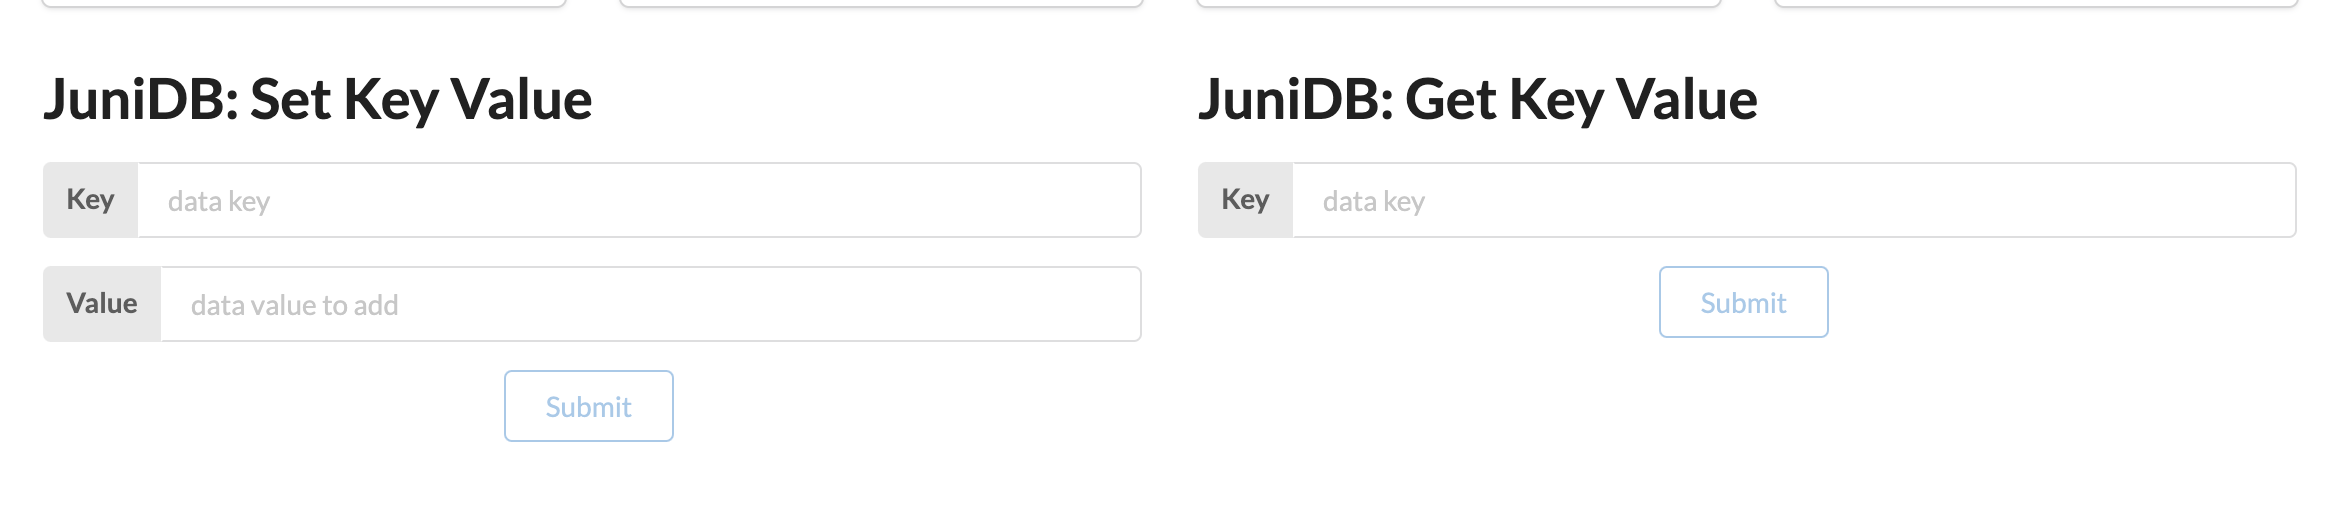 JuniDB: Set Key Value
Key data key
Value data value to add
Submit
JuniDB: Get Key Value
Key data key
Submit